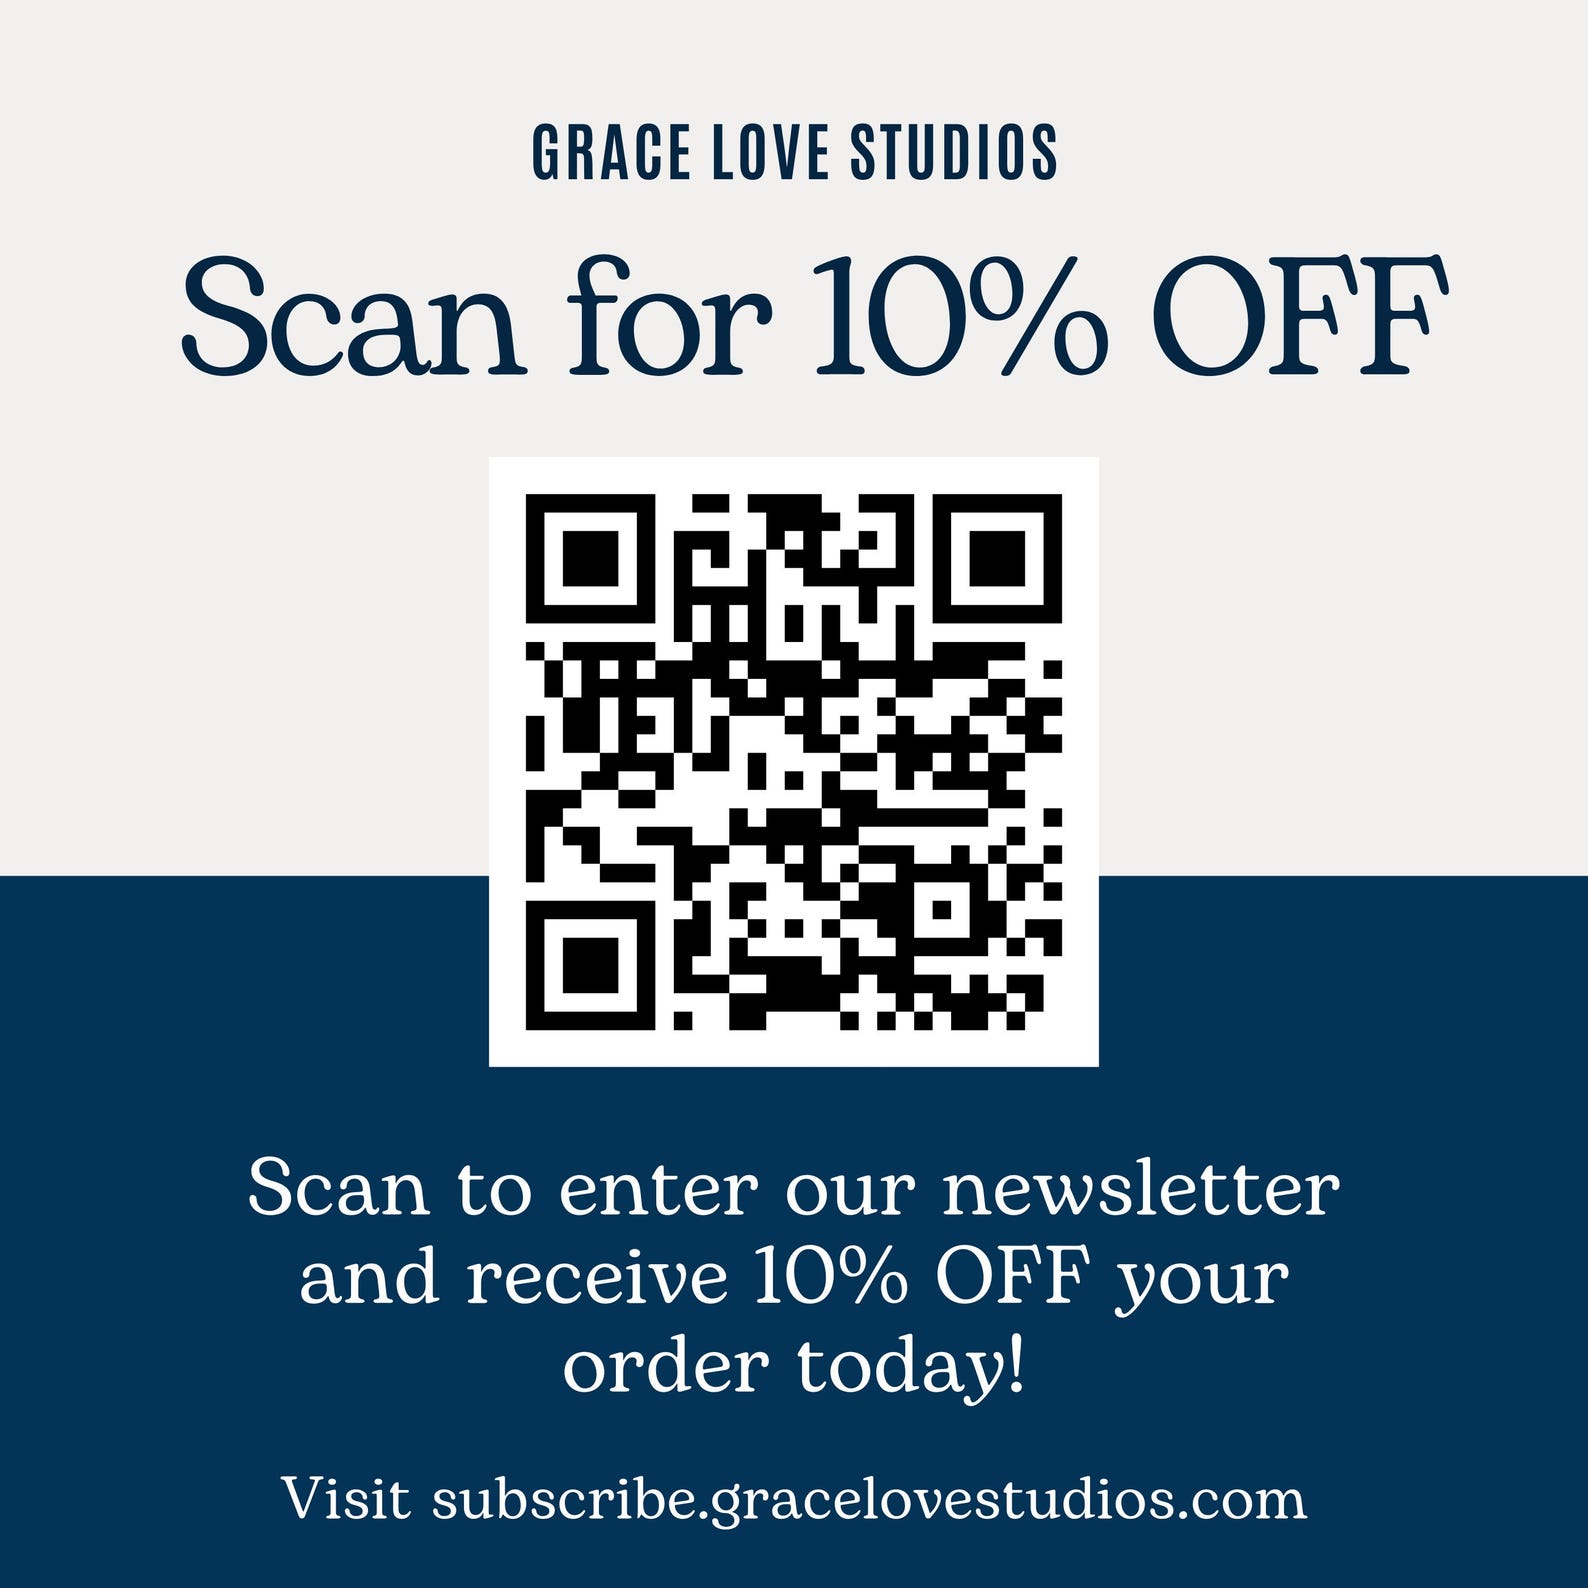 GRACE LOVE STUDIOS
Scan for 10% OFF
Scan to enter our newsletter
and receive 10% OFF your
order today!
Visit subscribe.gracelovestudios.com